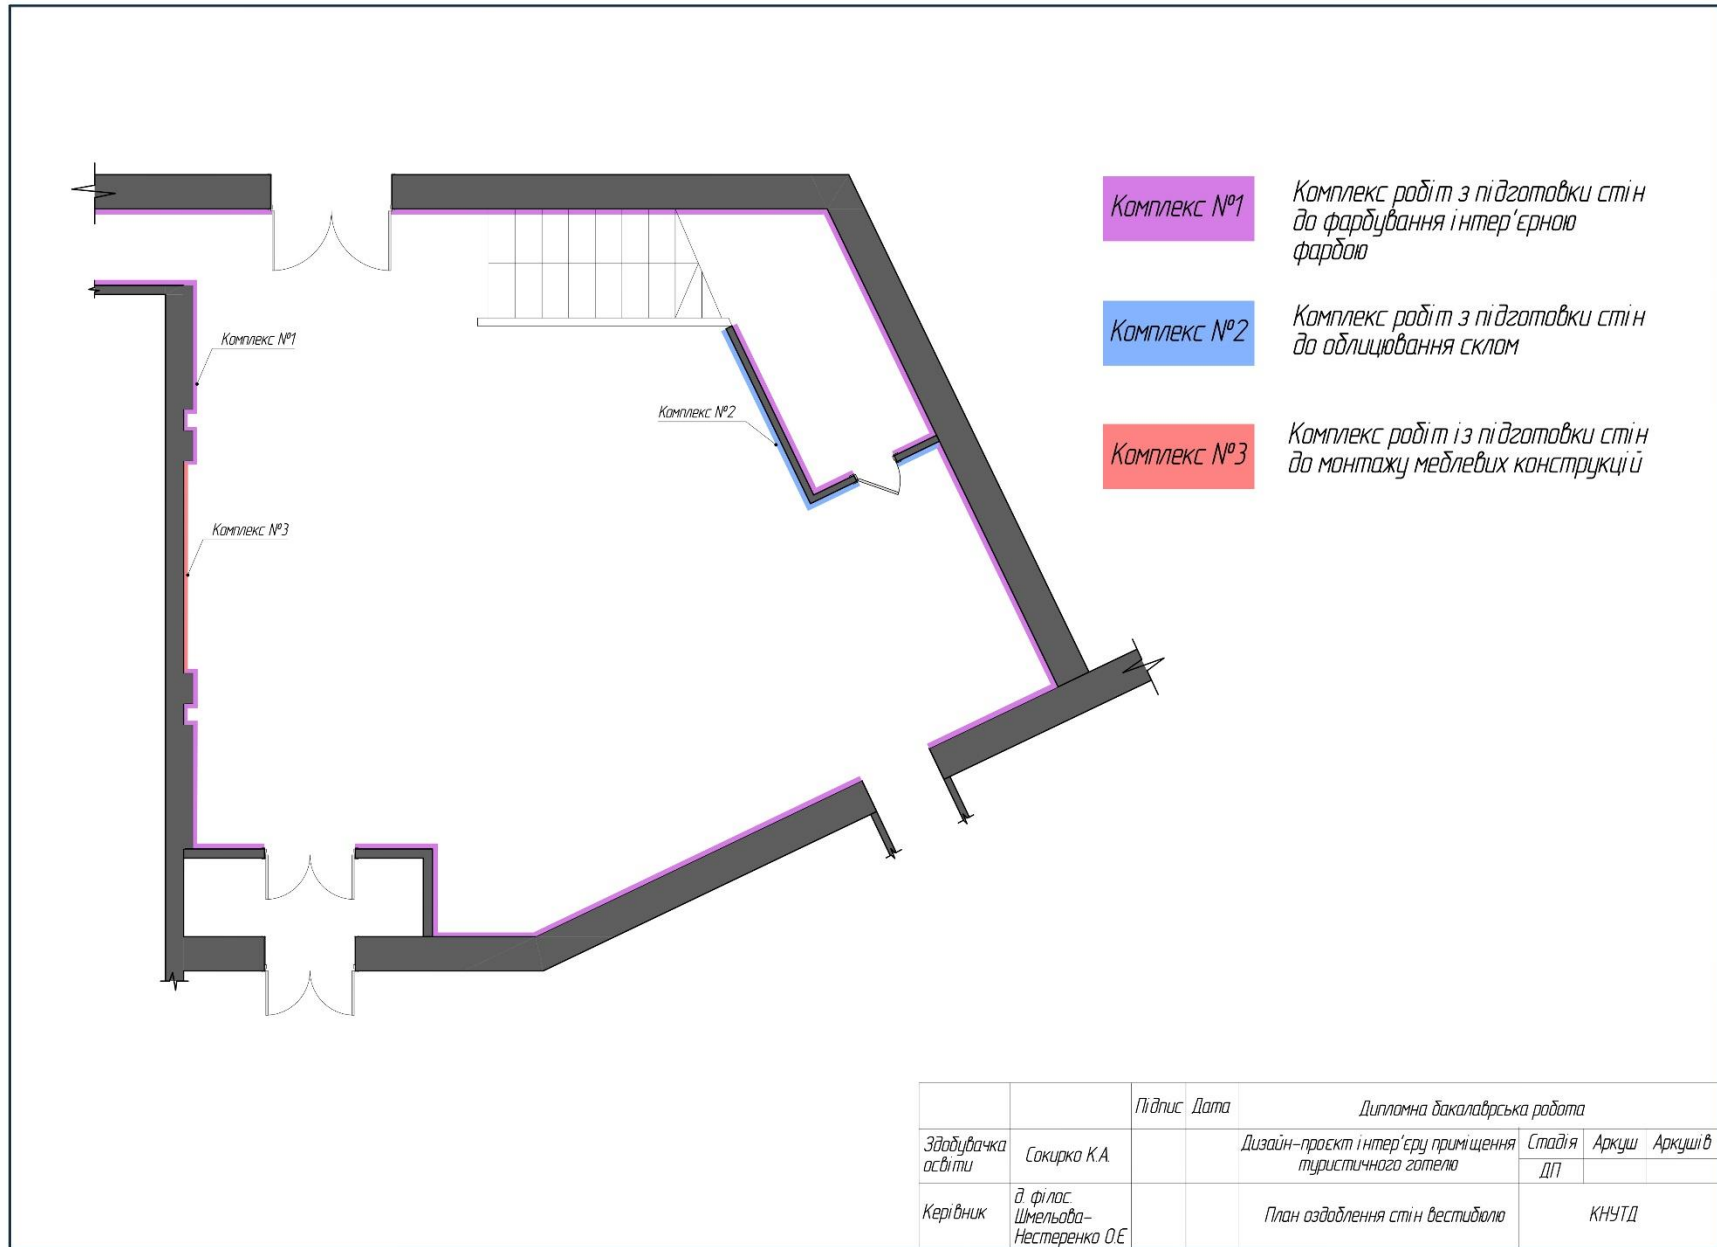 Комплекс №1
Комплекс робіт з підготовки стін
до фарбування інтер'єрною
фарбою
Комплекс №2
Комплекс робіт з підготовки стін
до облицювання склом
Комплекс №3
Комплекс робіт із підготовки стін
до монтажу меблевих конструкцій
Комплекс №1
Комплекс №2
Комплекс №3
Підпис Дата
Дипломна бакалаврська робота
Здобувачка
освіти
Сокирко К.А.
Дизайн-проєкт інтер'єру приміщення
туристичного готелю
Стадія Аркуш Аркушів
ДП
Керівник
д. філос.
Шмельова-
Нестеренко О.Є
План оздоблення стін вестибюлю
КНУТД